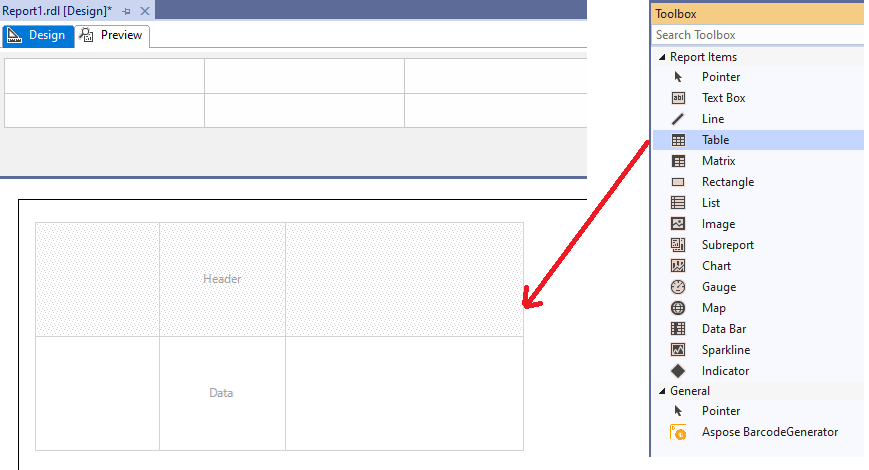 Report1.rdl [Design]*
Design Preview
Header
Data
Toolbox
Search Toolbox
Report Items
Pointer
Text Box
Line
Table
Matrix
Rectangle
List
Image
Subreport
Chart
Gauge
Map
Data Bar
Sparkline
Indicator
General
Pointer
Aspose BarcodeGenerator